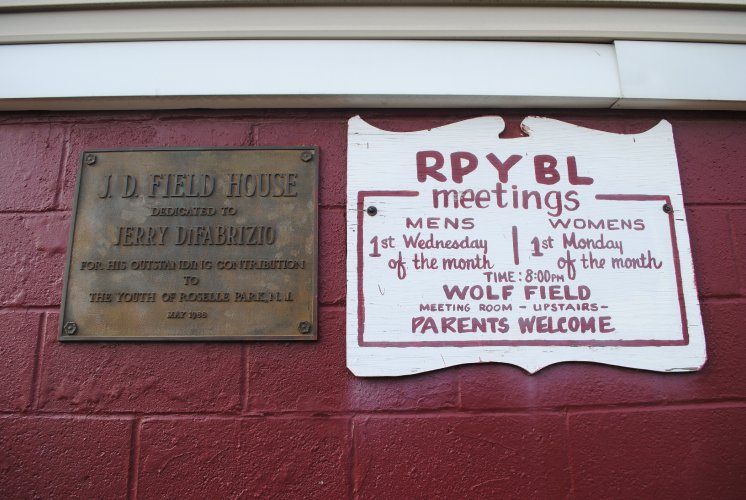 J. D. FIELD HOUSE
DEDICATED TO
JERRY DIFABRIZIO
FOR HIS OUTSTANDING CONTRIBUTION
TO
THE YOUTH OF ROSELLE PARK, N. J.
MAY 1988
RPYBL
meetings
MENS
1st Wednesday
of the month
WOMENS
1st Monday
of the month
TIME: 8:00PM
WOLF FIELD
MEETING ROOM - UPSTAIRS-
PARENTS WELCOME